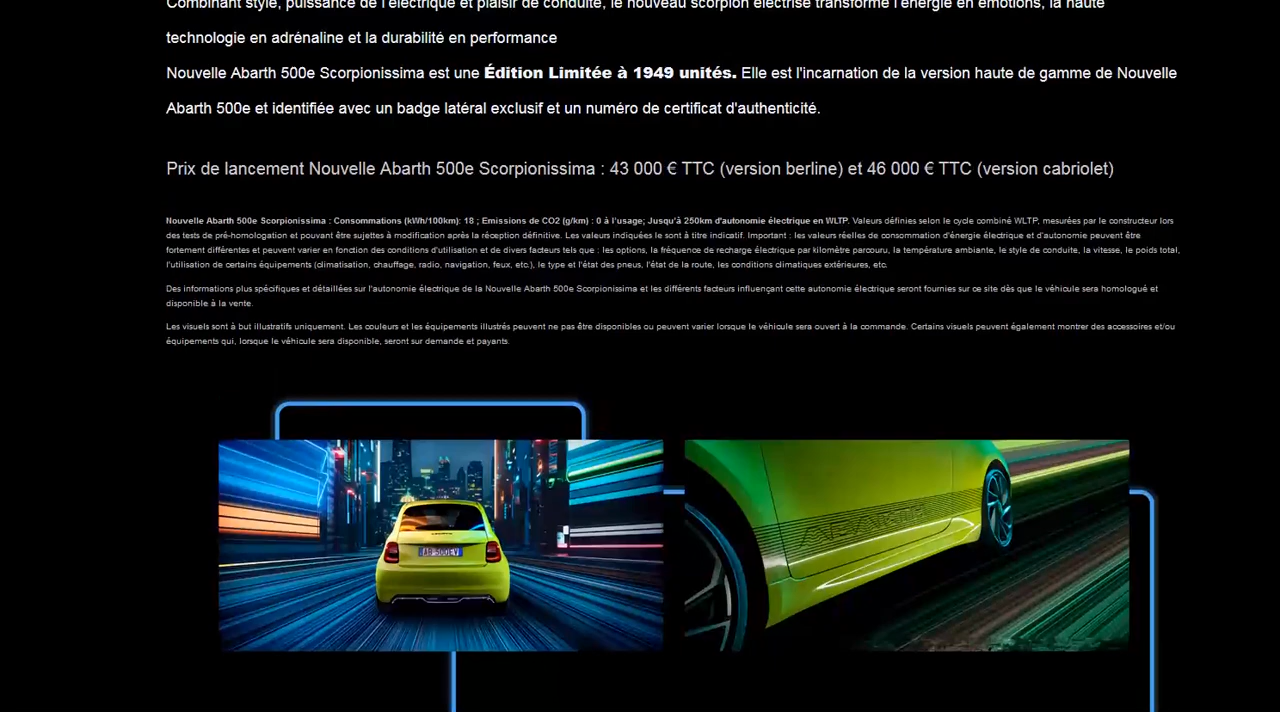 Combinant style, puissance de l'électrique et plaisir de conduite, le nouveau scorpion électrisé transforme l'énergie en émotions, la haute
technologie en adrénaline et la durabilité en performance
Nouvelle Abarth 500e Scorpionissima est une Édition Limitée à 1949 unités. Elle est l'incarnation de la version haute de gamme de Nouvelle
Abarth 500e et identifiée avec un badge latéral exclusif et un numéro de certificat d'authenticité.
Prix de lancement Nouvelle Abarth 500e Scorpionissima : 43 000 € TTC (version berline) et 46 000 € TTC (version cabriolet)
Nouvelle Abarth 500e Scorpionissima : Consommations (kWh/100km): 18 ; Emissions de CO2 (g/km) : 0 à l'usage; Jusqu'à 250km d'autonomie électrique en WLTP. Valeurs définies selon le cycle combiné WLTP, mesurées par le constructeur lors
des tests de pré-homologation et pouvant être sujettes à modification après la réception définitive. Les valeurs indiquées le sont à titre indicatif. Important : les valeurs réelles de consommation d'énergie électrique et d'autonomie peuvent être
fortement différentes et peuvent varier en fonction des conditions d'utilisation et de divers facteurs tels que : les options, la fréquence de recharge électrique par kilomètre parcouru, la température ambiante, le style de conduite, la vitesse, le poids total,
l'utilisation de certains équipements (climatisation, chauffage, radio, navigation, feux, etc.), le type et l'état des pneus, l'état de la route, les conditions climatiques extérieures, etc.
Des informations plus spécifiques et détaillées sur l'autonomie électrique de la Nouvelle Abarth 500e Scorpionissima et les différents facteurs influençant cette autonomie électrique seront fournies sur ce site dès que le véhicule sera homologué et
disponible à la vente.
Les visuels sont à but illustratifs uniquement. Les couleurs et les équipements illustrés peuvent ne pas être disponibles ou peuvent varier lorsque le véhicule sera ouvert à la commande. Certains visuels peuvent également montrer des accessoires et/ou
équipements qui, lorsque le véhicule sera disponible, seront sur demande et payants.
AB 500EV
ABARTH